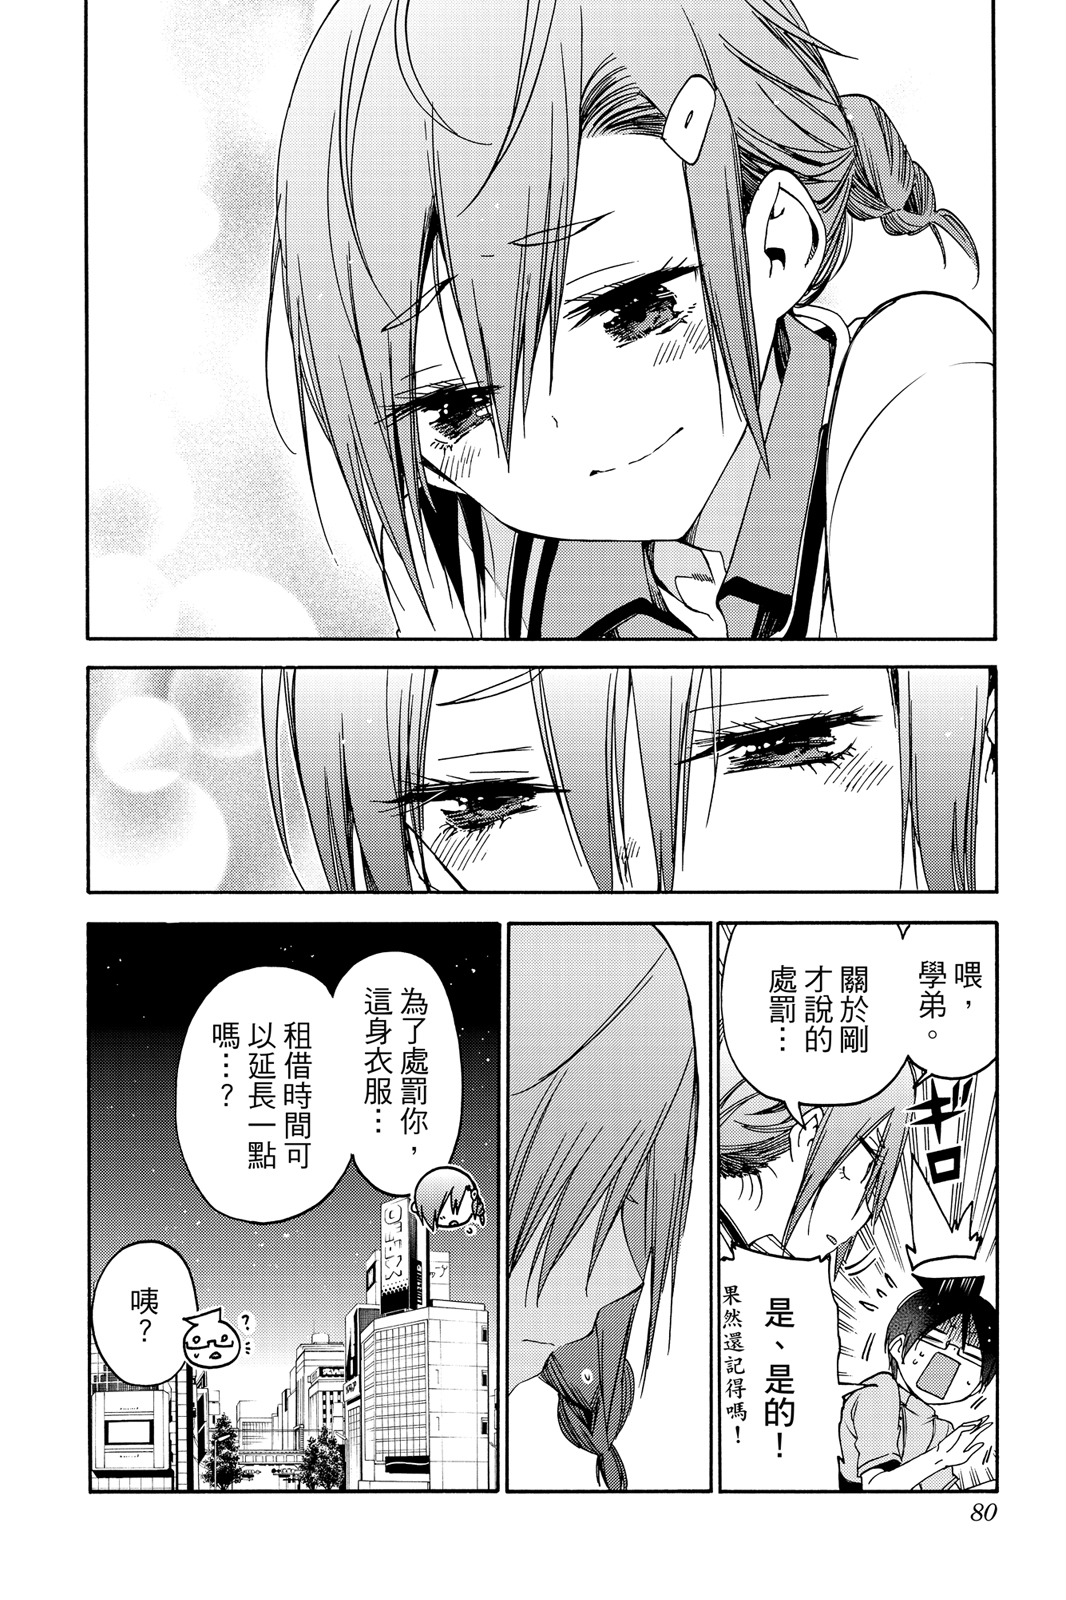 喂，
學弟。
關於剛
才說的
處罰…
ギロ
是、是的！
果然還記得嗎！
為了處罰你，
這身衣服…
租借時間可
以延長一點
嗎…？
咦？
?
80